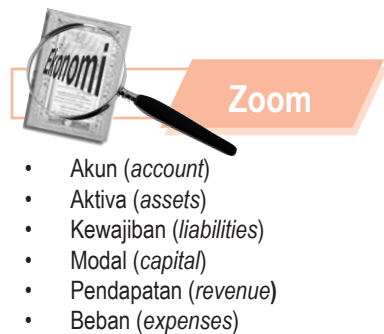 Ekonomi
Zoom
• Akun (account)
• Aktiva (assets)
• Kewajiban (liabilities)
• Modal (capital)
• Pendapatan (revenue)
• Beban (expenses)